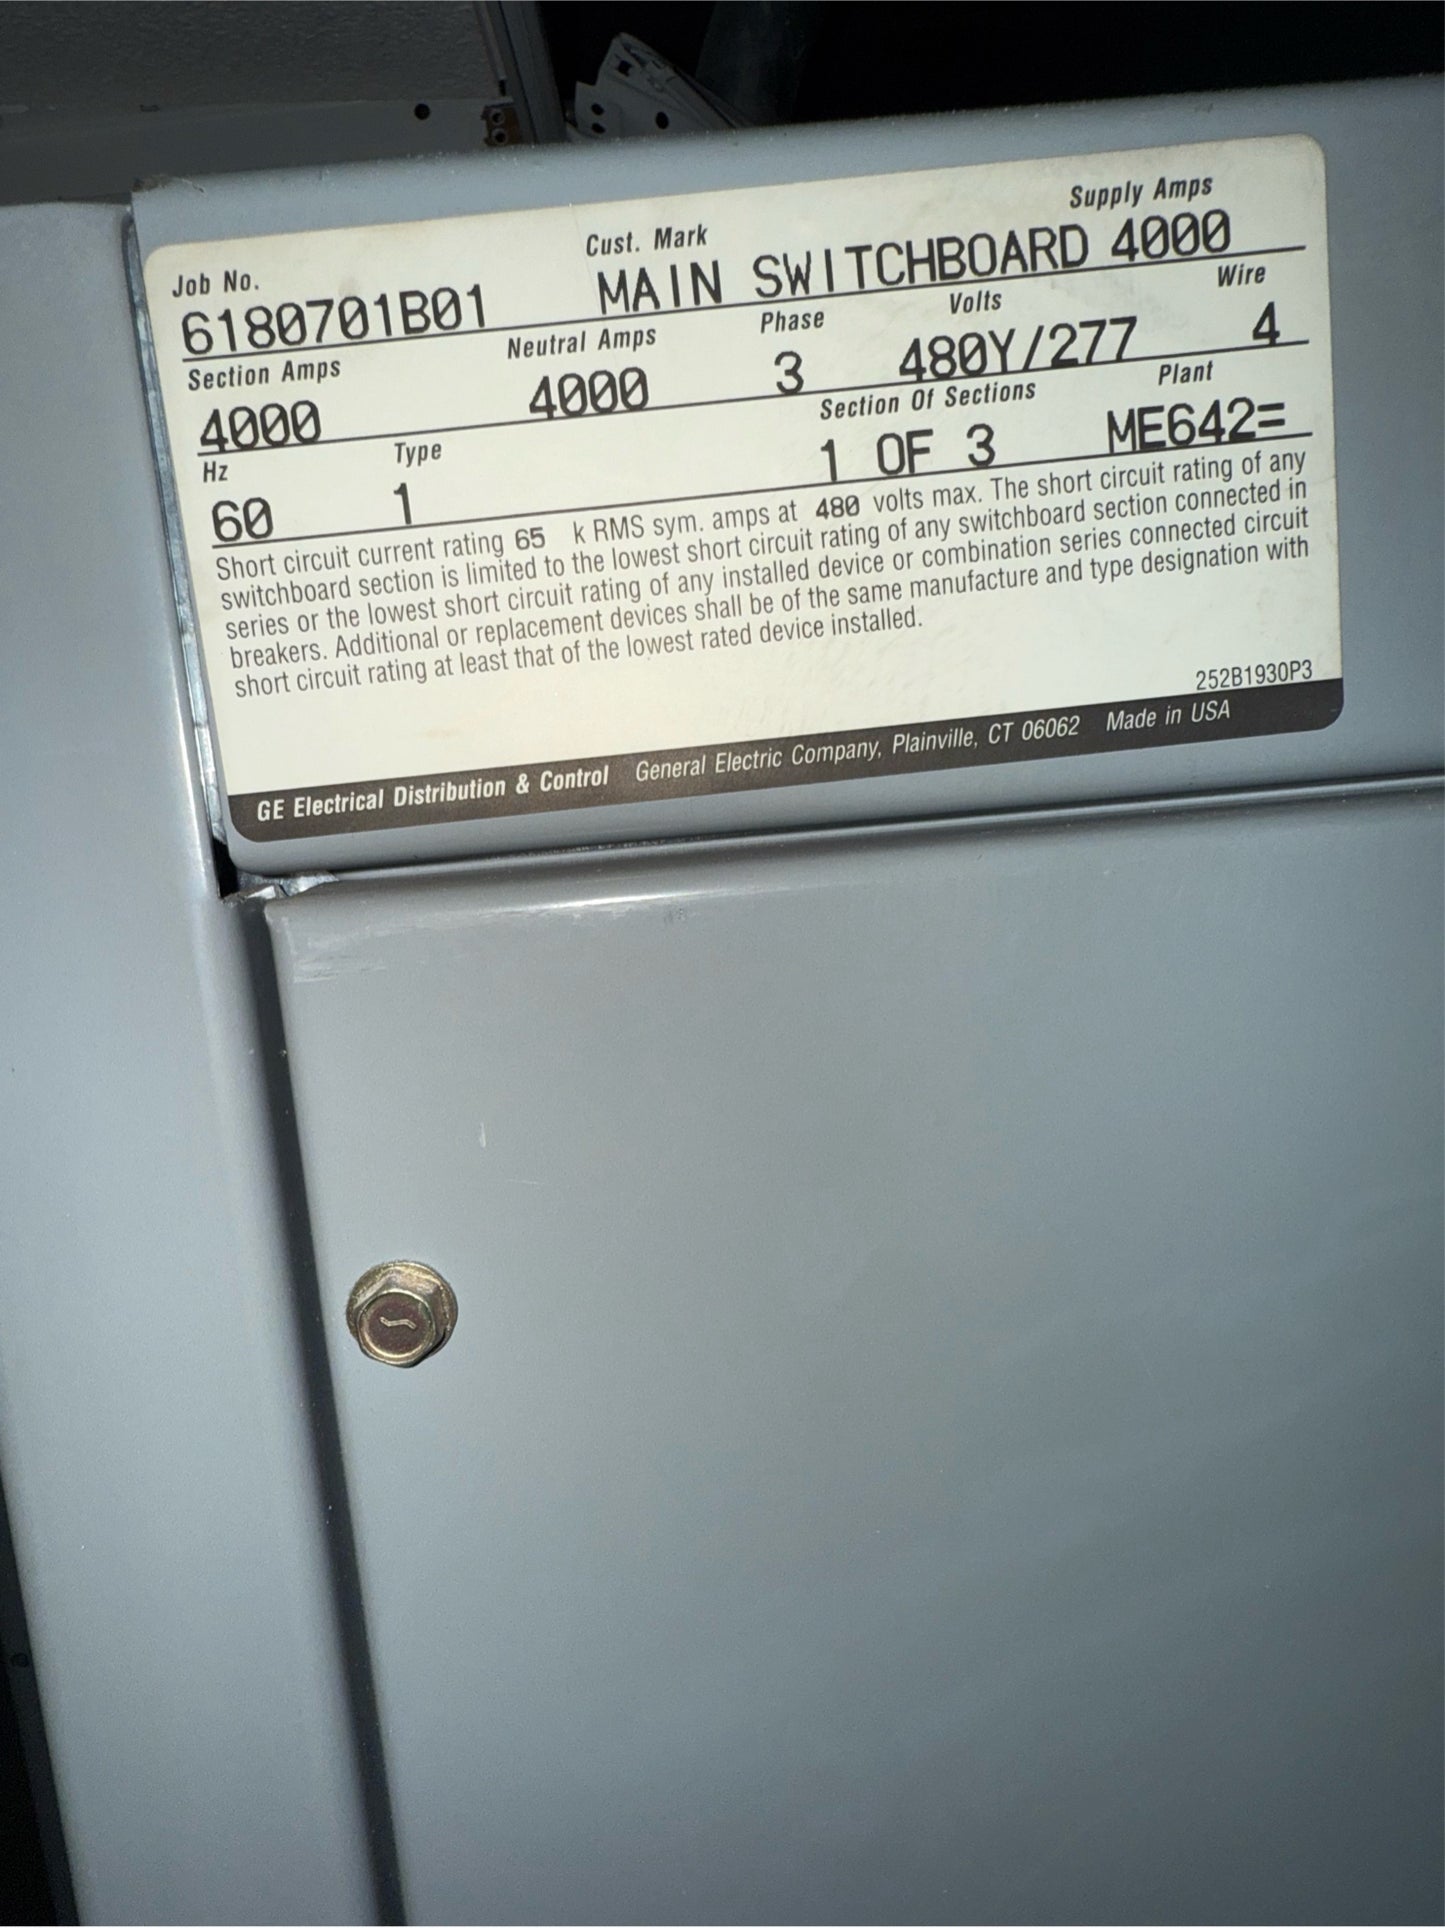 Job No. Cust. Mark Supply Amps
6180701B01 MAIN SWITCHBOARD 4000
Section Amps Neutral Amps Phase Volts Wire
4000 4000 3 480Y/277 4
Hz Type Section Of Sections Plant
60 1 1 OF 3 ME642=
Short circuit current rating 65 k RMS sym. amps at 480 volts max. The short circuit rating of any
switchboard section is limited to the lowest short circuit rating of any switchboard section connected in
series or the lowest short circuit rating of any installed device or combination series connected circuit
breakers. Additional or replacement devices shall be of the same manufacture and type designation with
short circuit rating at least that of the lowest rated device installed.
252B1930P3
GE Electrical Distribution & Control General Electric Company, Plainville, CT 06062 Made in USA